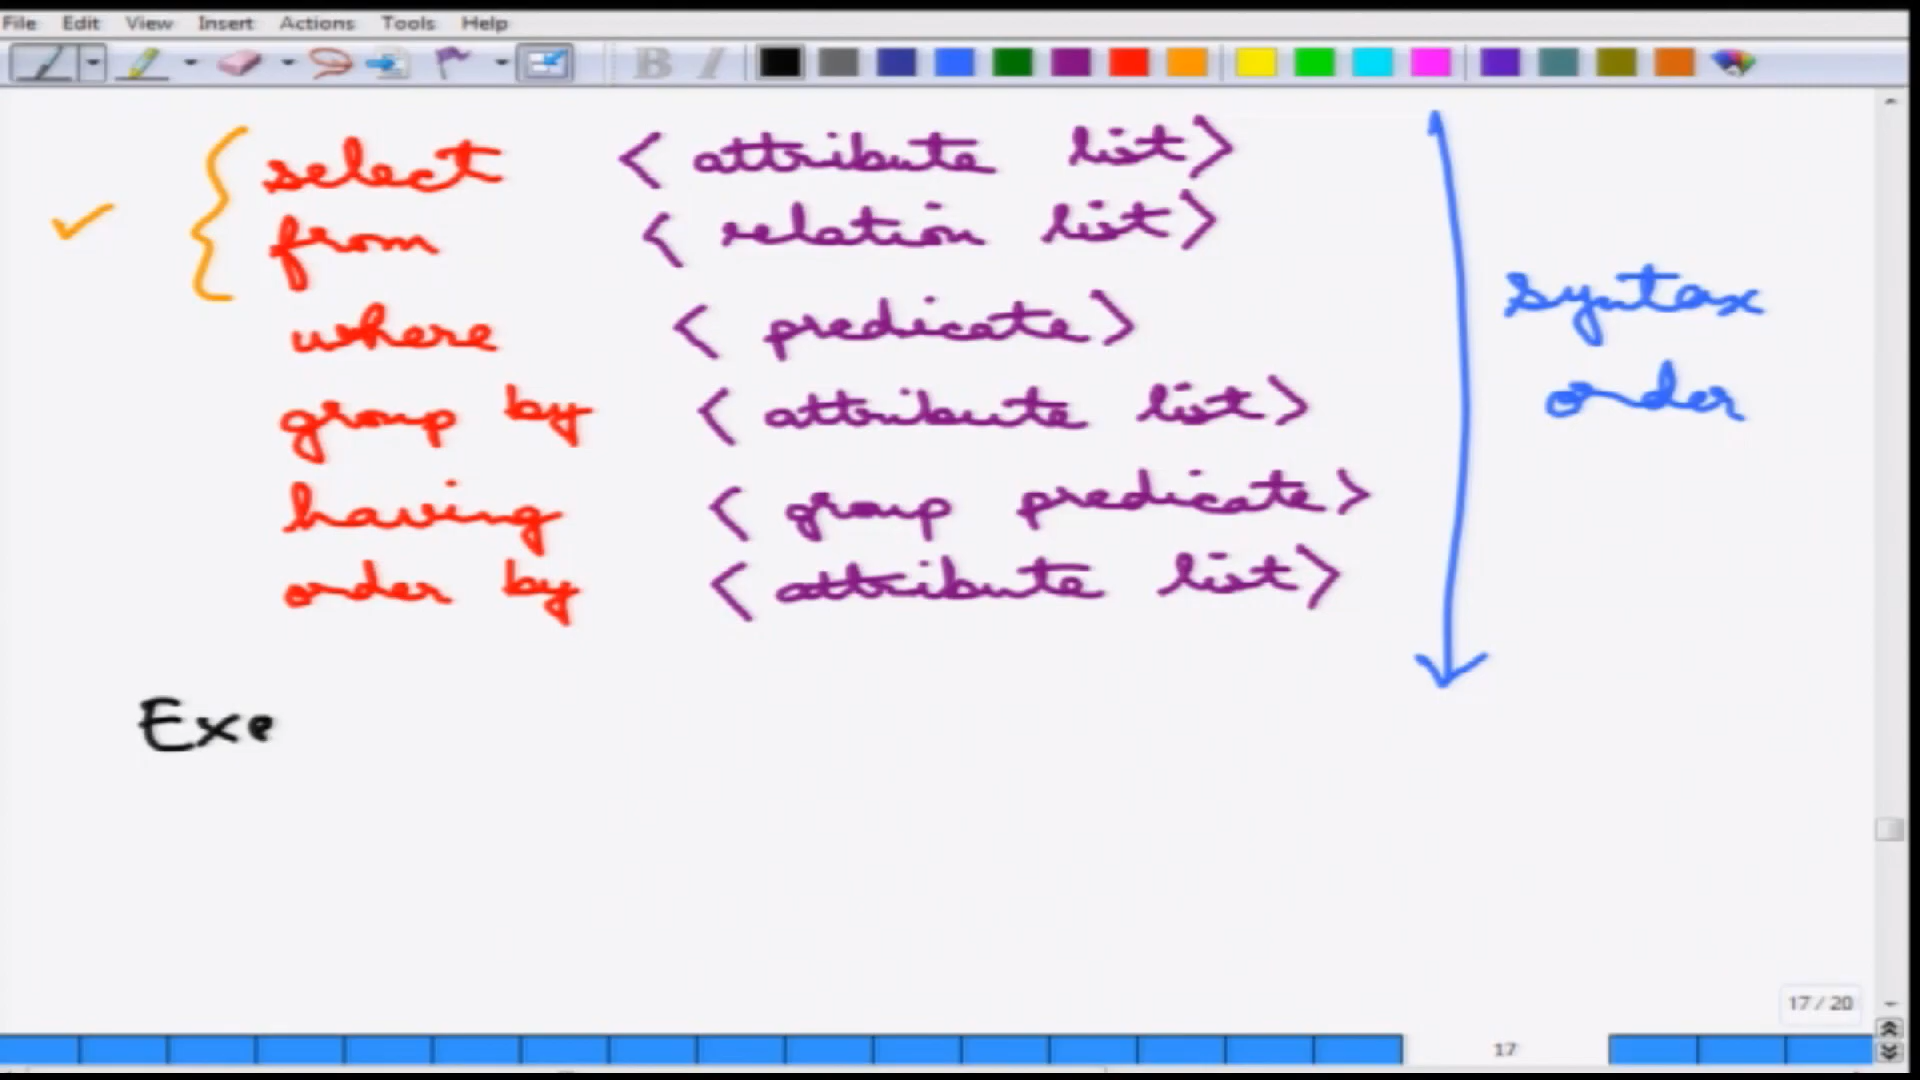 File Edit View Insert Actions Tools Help
B I
select < attribute list >
from < relation list >
where < predicate >
group by < attribute list >
having < group predicate >
order by < attribute list >
syntax
order
Exe
17 / 20
17